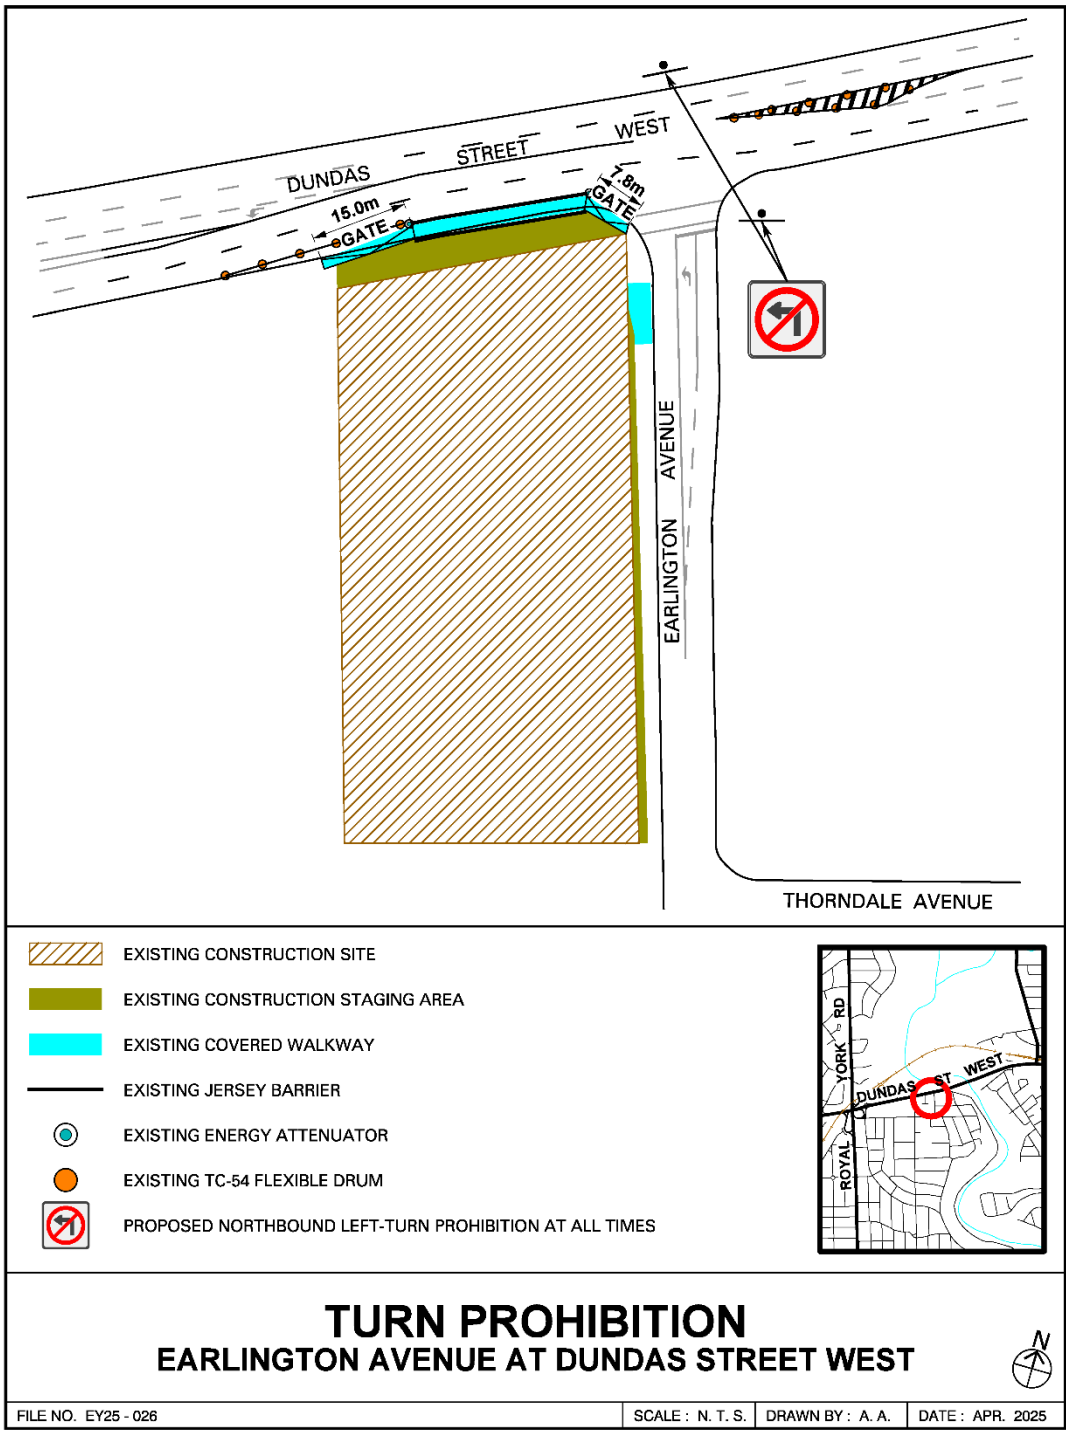 DUNDAS STREET WEST
15.0m
GATE
7.8m
GATE
EARLINGTON AVENUE
THORNDALE AVENUE
EXISTING CONSTRUCTION SITE
EXISTING CONSTRUCTION STAGING AREA
EXISTING COVERED WALKWAY
EXISTING JERSEY BARRIER
EXISTING ENERGY ATTENUATOR
EXISTING TC-54 FLEXIBLE DRUM
PROPOSED NORTHBOUND LEFT-TURN PROHIBITION AT ALL TIMES
ROYAL YORK RD
DUNDAS ST WEST
TURN PROHIBITION
EARLINGTON AVENUE AT DUNDAS STREET WEST
N
FILE NO. EY25 - 026
SCALE : N. T. S.
DRAWN BY : A. A.
DATE : APR. 2025